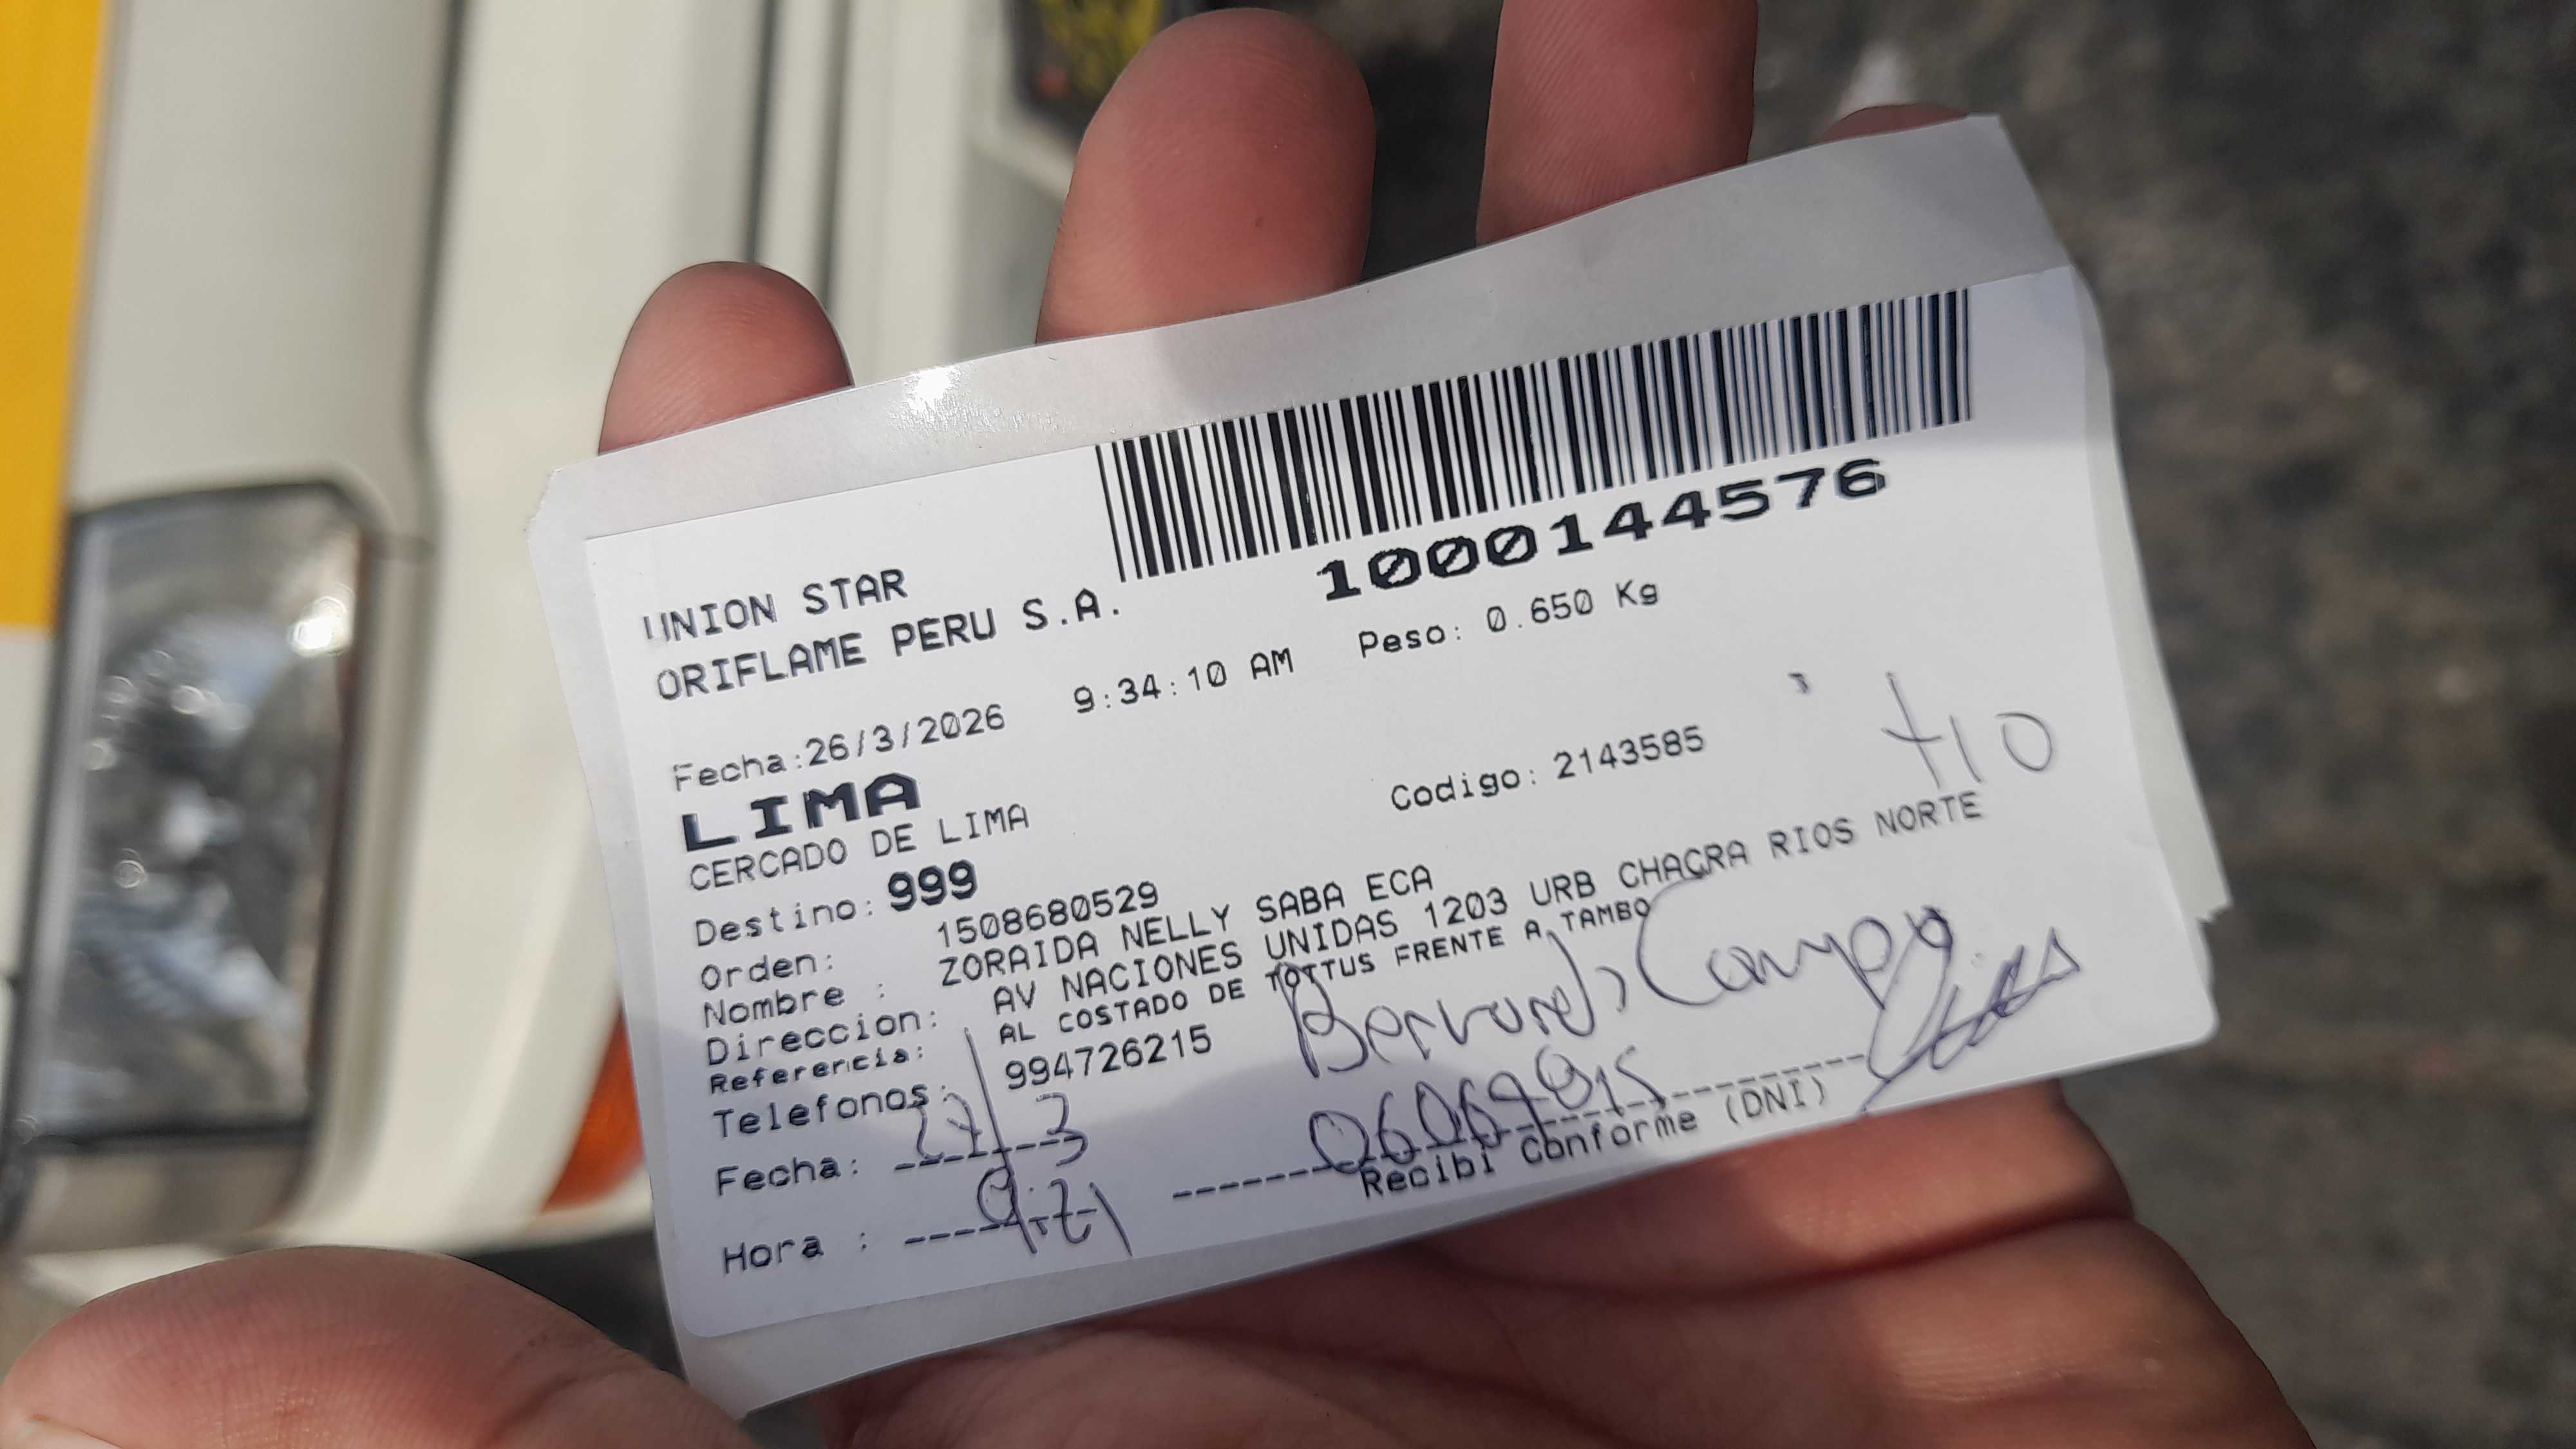 UNION STAR
ORIFLAME PERU S.A.
1000144576
Fecha:26/3/2026 9:34:10 AM Peso: 0.650 Kg
LIMA
CERCADO DE LIMA
Codigo: 2143585
tio
Destino: 999
Orden: 1508680529
Nombre : ZORAIDA NELLY SABA ECA
Direccion: AV NACIONES UNIDAS 1203 URB CHACRA RIOS NORTE
Referencia: AL COSTADO DE TOTTUS FRENTE A TAMBO
Telefonos: 994726215
Fecha: 27/3
Hora : 9:21
Recibi Conforme (DNI)